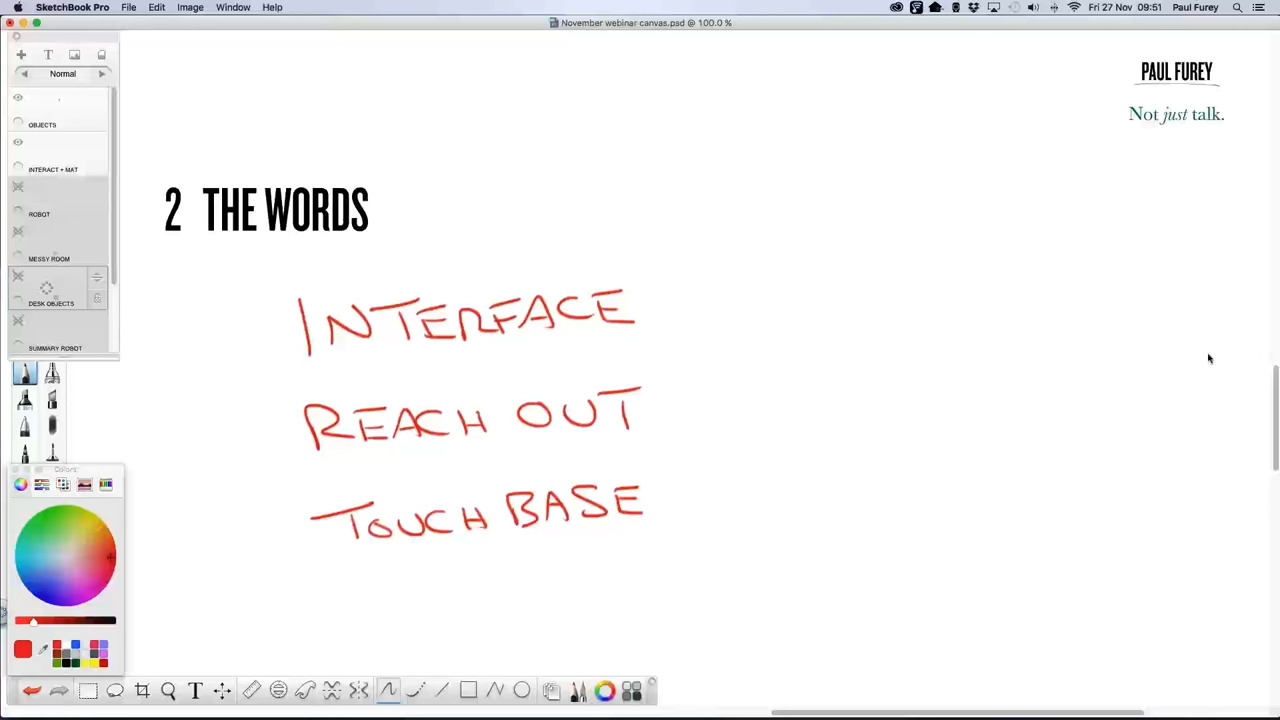 SketchBook Pro File Edit Image Window Help
Fri 27 Nov 09:51 Paul Furey
November webinar canvas.psd @ 100.0 %
Normal
OBJECTS
INTERACT + MAT
ROBOT
MESSY ROOM
DESK OBJECTS
SUMMARY ROBOT
PAUL FUREY
Not just talk.
2 THE WORDS
INTERFACE
REACH OUT
TOUCH BASE
Colors